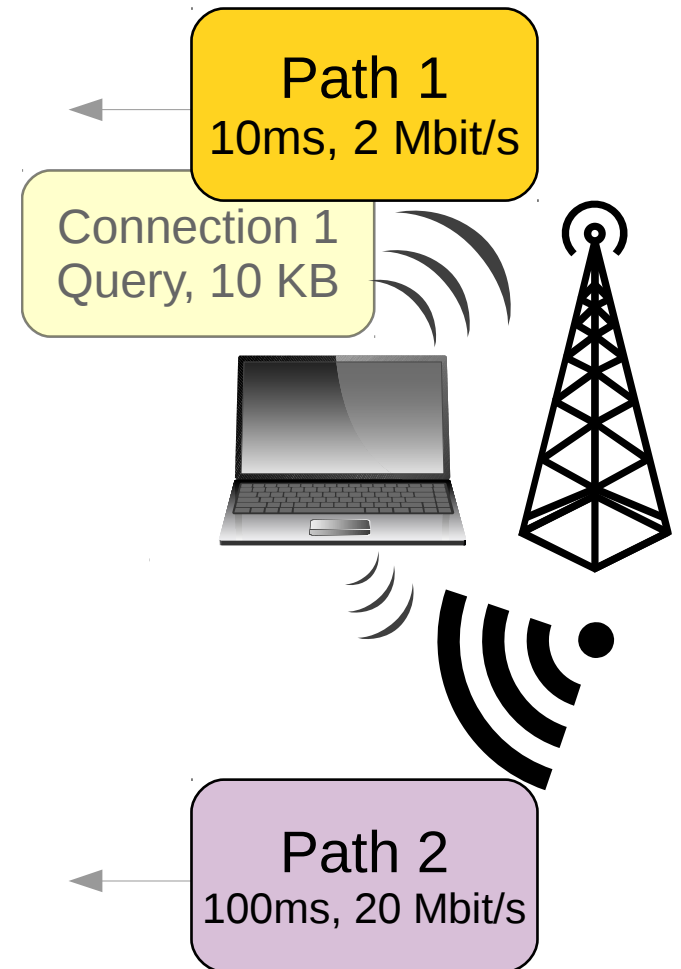 Path 1
10ms, 2 Mbit/s
Connection 1
Query, 10 KB
Path 2
100ms, 20 Mbit/s